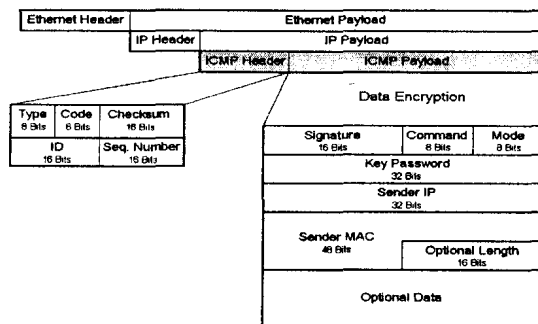 Ethernet Header Ethernet Payload
IP Header IP Payload
ICMP Header ICMP Payload
Data Encryption
Type Code Checksum
8 Bits 8 Bits 16 Bits
ID Seq. Number
16 Bits 16 Bits
Signature Command Mode
16 Bits 8 Bits 8 Bits
Key Password
32 Bits
Sender IP
32 Bits
Sender MAC
48 Bits
Optional Length
16 Bits
Optional Data